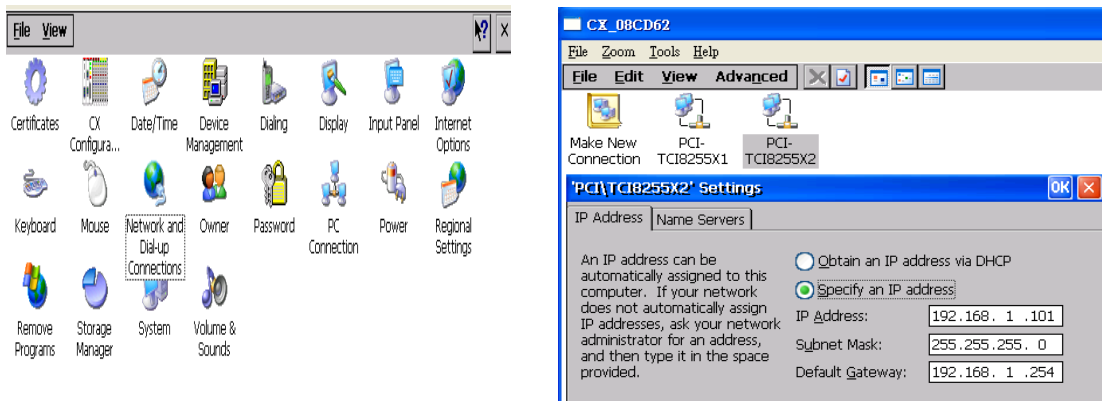 File View
Certificates
CX Configura...
Date/Time
Device Management
Dialing
Display
Input Panel
Internet Options
Keyboard
Mouse
Network and Dial-up Connections
Owner
Password
PC Connection
Power
Regional Settings
Remove Programs
Storage Manager
System
Volume & Sounds
CX_08CD62
File Zoom Tools Help
File Edit View Advanced
Make New Connection
PCI-TCI8255X1
PCI-TCI8255X2
'PCI\TCI8255X2' Settings OK
IP Address Name Servers
An IP address can be
automatically assigned to this
computer. If your network
does not automatically assign
IP addresses, ask your network
administrator for an address,
and then type it in the space
provided.
Obtain an IP address via DHCP
Specify an IP address
IP Address: 192.168. 1 .101
Subnet Mask: 255.255.255. 0
Default Gateway: 192.168. 1 .254